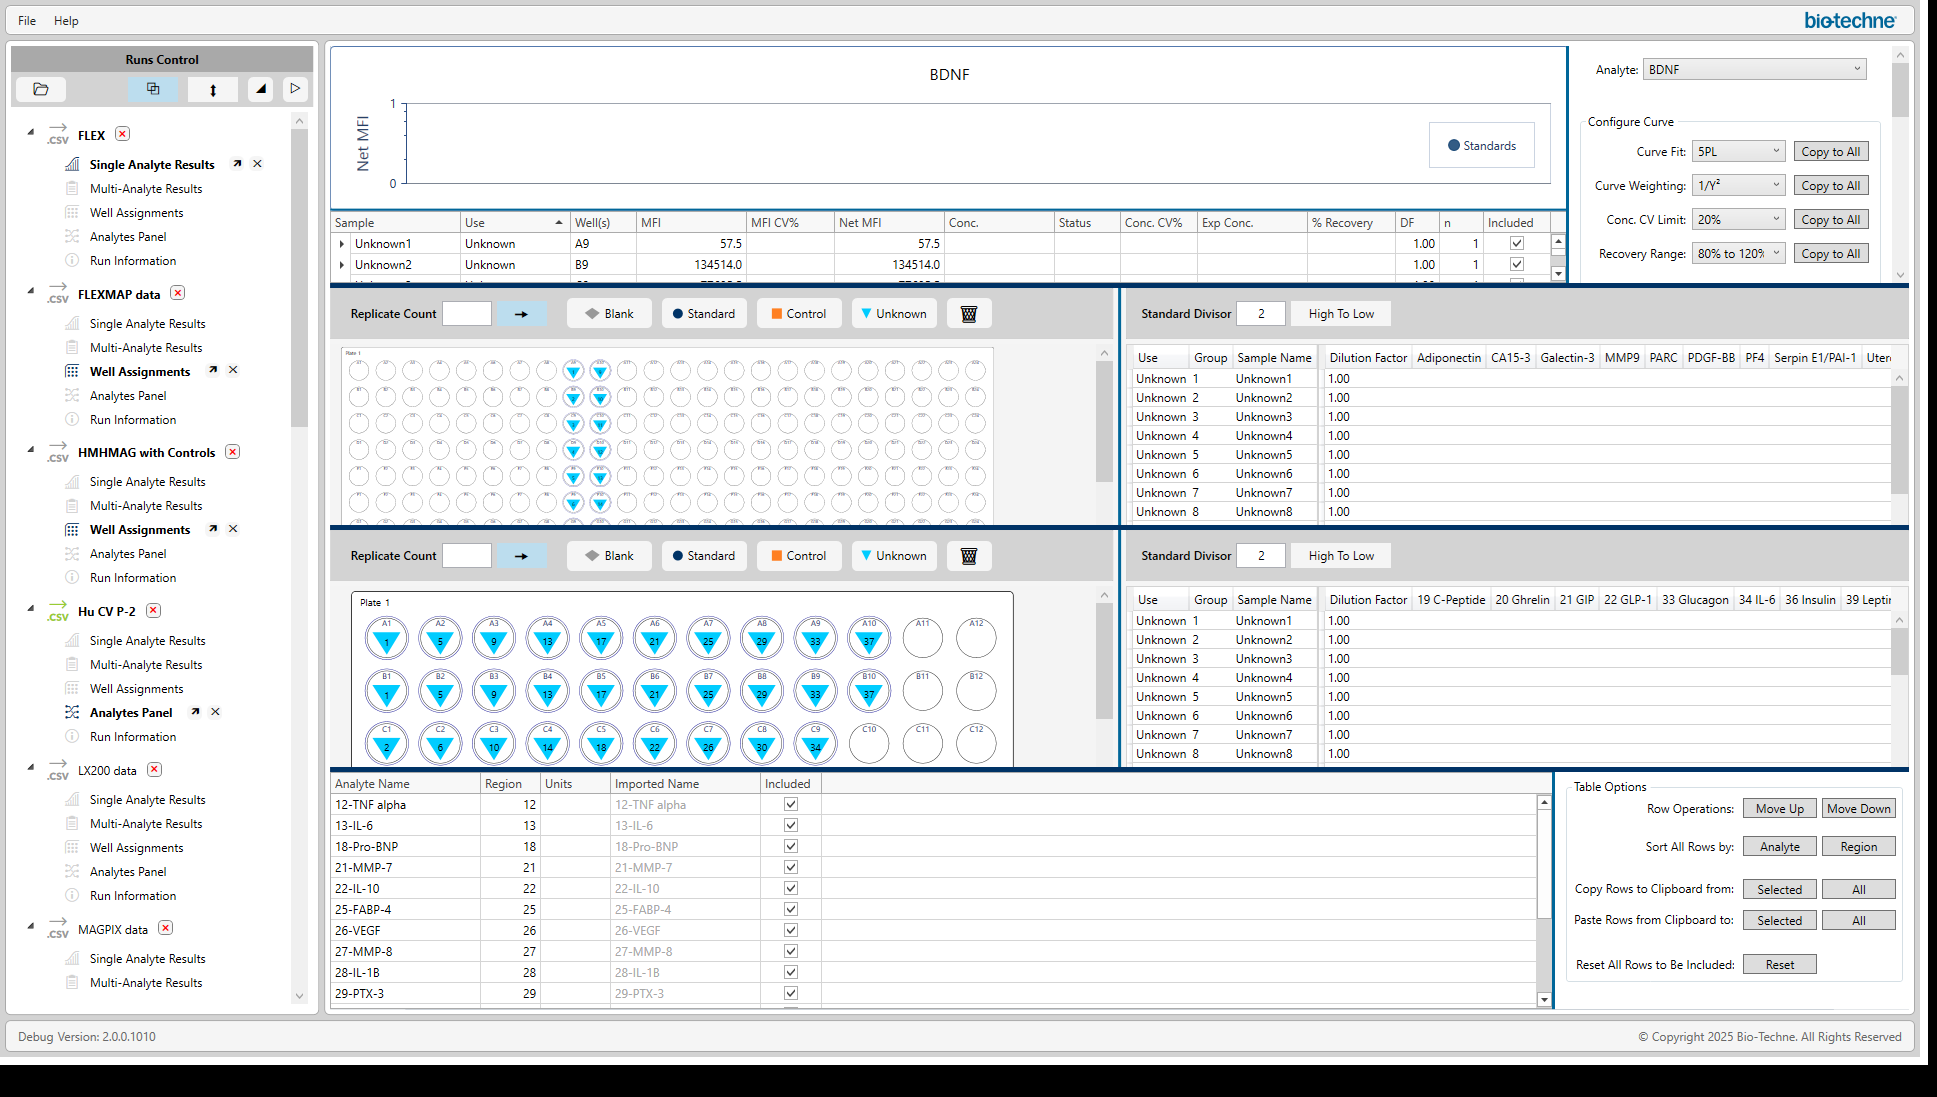 File Help
bio-techne
Runs Control
.CSV FLEX
Single Analyte Results
Multi-Analyte Results
Well Assignments
Analytes Panel
Run Information
.CSV FLEXMAP data
Single Analyte Results
Multi-Analyte Results
Well Assignments
Analytes Panel
Run Information
.CSV HMHMAG with Controls
Single Analyte Results
Multi-Analyte Results
Well Assignments
Analytes Panel
Run Information
.CSV Hu CV P-2
Single Analyte Results
Multi-Analyte Results
Well Assignments
Analytes Panel
Run Information
.CSV LX200 data
Single Analyte Results
Multi-Analyte Results
Well Assignments
Analytes Panel
Run Information
.CSV MAGPIX data
Single Analyte Results
Multi-Analyte Results
BDNF
Net MFI
1
0
Standards
Analyte: BDNF
Configure Curve
Curve Fit: 5PL Copy to All
Curve Weighting: 1/Y² Copy to All
Conc. CV Limit: 20% Copy to All
Recovery Range: 80% to 120% Copy to All
Sample Use Well(s) MFI MFI CV% Net MFI Conc. Status Conc. CV% Exp Conc. % Recovery DF n Included
Unknown1 Unknown A9 57.5 57.5 1.00 1
Unknown2 Unknown B9 134514.0 134514.0 1.00 1
Replicate Count Blank Standard Control Unknown
Standard Divisor 2 High To Low
Plate 1
Use Group Sample Name Dilution Factor Adiponectin CA15-3 Galectin-3 MMP9 PARC PDGF-BB PF4 Serpin E1/PAI-1 Uter
Unknown 1 Unknown1 1.00
Unknown 2 Unknown2 1.00
Unknown 3 Unknown3 1.00
Unknown 4 Unknown4 1.00
Unknown 5 Unknown5 1.00
Unknown 6 Unknown6 1.00
Unknown 7 Unknown7 1.00
Unknown 8 Unknown8 1.00
Replicate Count Blank Standard Control Unknown
Standard Divisor 2 High To Low
Plate 1
A1 A2 A3 A4 A5 A6 A7 A8 A9 A10 A11 A12
1 5 9 13 17 21 25 29 33 37
B1 B2 B3 B4 B5 B6 B7 B8 B9 B10 B11 B12
1 5 9 13 17 21 25 29 33 37
C1 C2 C3 C4 C5 C6 C7 C8 C9 C10 C11 C12
2 6 10 14 18 22 26 30 34
Use Group Sample Name Dilution Factor 19 C-Peptide 20 Ghrelin 21 GIP 22 GLP-1 33 Glucagon 34 IL-6 36 Insulin 39 Leptin
Unknown 1 Unknown1 1.00
Unknown 2 Unknown2 1.00
Unknown 3 Unknown3 1.00
Unknown 4 Unknown4 1.00
Unknown 5 Unknown5 1.00
Unknown 6 Unknown6 1.00
Unknown 7 Unknown7 1.00
Unknown 8 Unknown8 1.00
Analyte Name Region Units Imported Name Included
12-TNF alpha 12 12-TNF alpha
13-IL-6 13 13-IL-6
18-Pro-BNP 18 18-Pro-BNP
21-MMP-7 21 21-MMP-7
22-IL-10 22 22-IL-10
25-FABP-4 25 25-FABP-4
26-VEGF 26 26-VEGF
27-MMP-8 27 27-MMP-8
28-IL-1B 28 28-IL-1B
29-PTX-3 29 29-PTX-3
Table Options
Row Operations: Move Up Move Down
Sort All Rows by: Analyte Region
Copy Rows to Clipboard from: Selected All
Paste Rows from Clipboard to: Selected All
Reset All Rows to Be Included: Reset
Debug Version: 2.0.0.1010
© Copyright 2025 Bio-Techne. All Rights Reserved